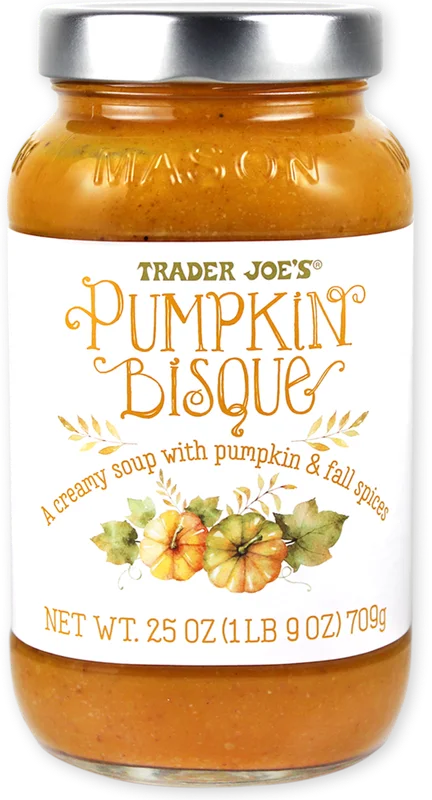 MASON
TRADER JOE'S®
PUMPKIN
BISQUE
A creamy soup with pumpkin & fall spices
NET WT. 25 OZ (1 LB 9 OZ) 709g